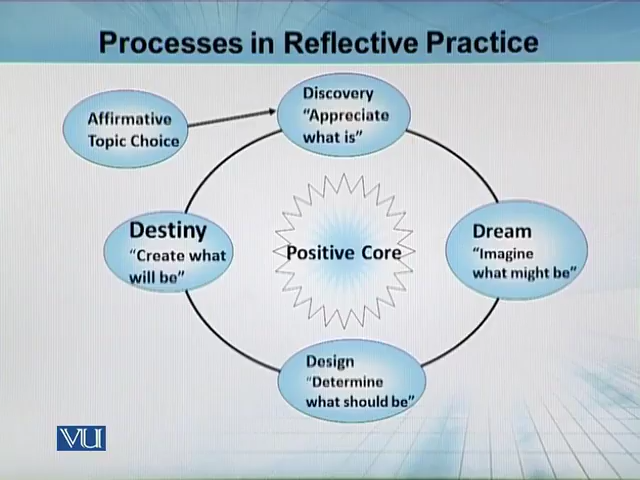 Processes in Reflective Practice
Discovery
“Appreciate
what is”
Affirmative
Topic Choice
Destiny
“Create what
will be”
Positive Core
Dream
“Imagine
what might be”
Design
“Determine
what should be”
VU